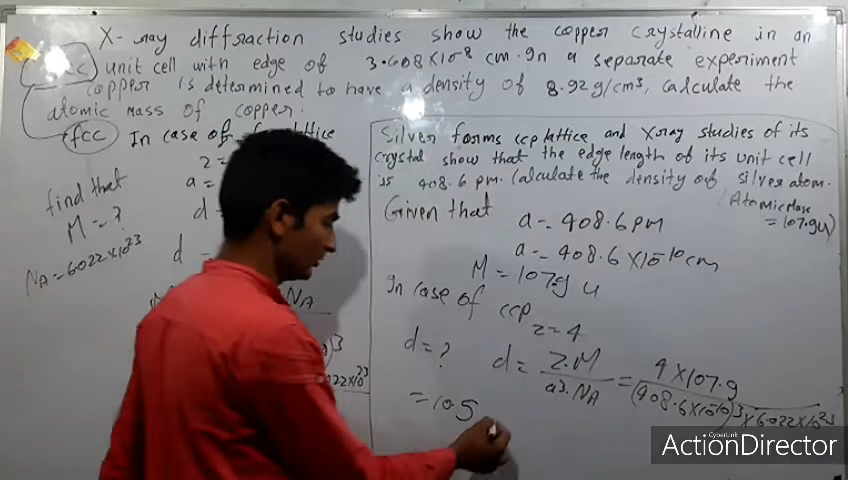 X-ray diffraction studies show the copper crystalline in an
fcc unit cell with edge of 3.608×10⁻⁸ cm. In a separate experiment
copper is determined to have a density of 8.92 g/cm³, calculate the
atomic mass of copper.
fcc In case of
z =
a =
d
d
find that
M = ?
NA = 6.022×10²³
NA
)³
022×10²³
Silver forms ccp lattice and Xray studies of its
crystal show that the edge length of its unit cell
is 408.6 pm. Calculate the density of silver atom.
(Atomic Mass
= 107.9u)
Given that
a = 408.6 pm
a = 408.6 × 10⁻¹⁰ cm
M = 107.9 u
In case of ccp
z = 4
d = ?
d = Z.M / a³.NA = 4 × 107.9 / (408.6×10⁻¹⁰)³ × 6.022×10²³
= 10.5
CyberLink
ActionDirector